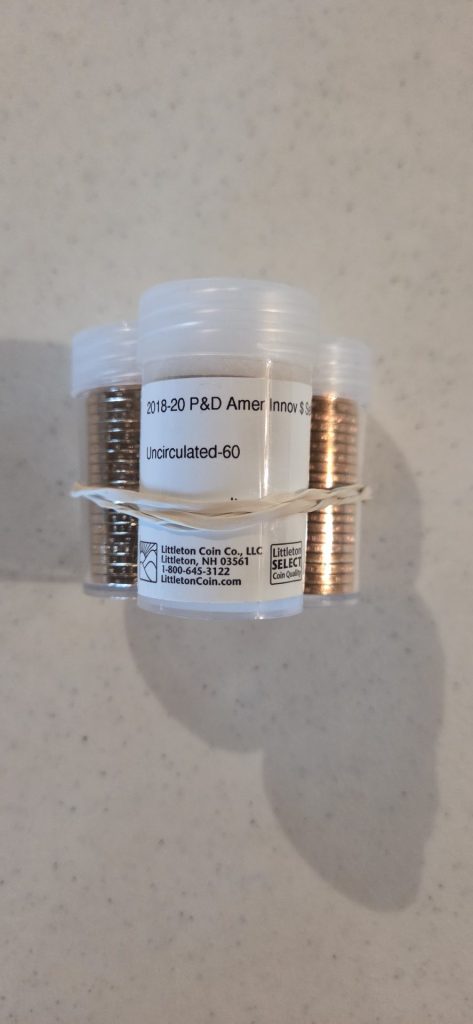 2018-20 P&D Amer Innov $
Uncirculated-60
Littleton Coin Co., LLC
Littleton, NH 03561
1-800-645-3122
LittletonCoin.com
Littleton
SELECT
Coin Quality